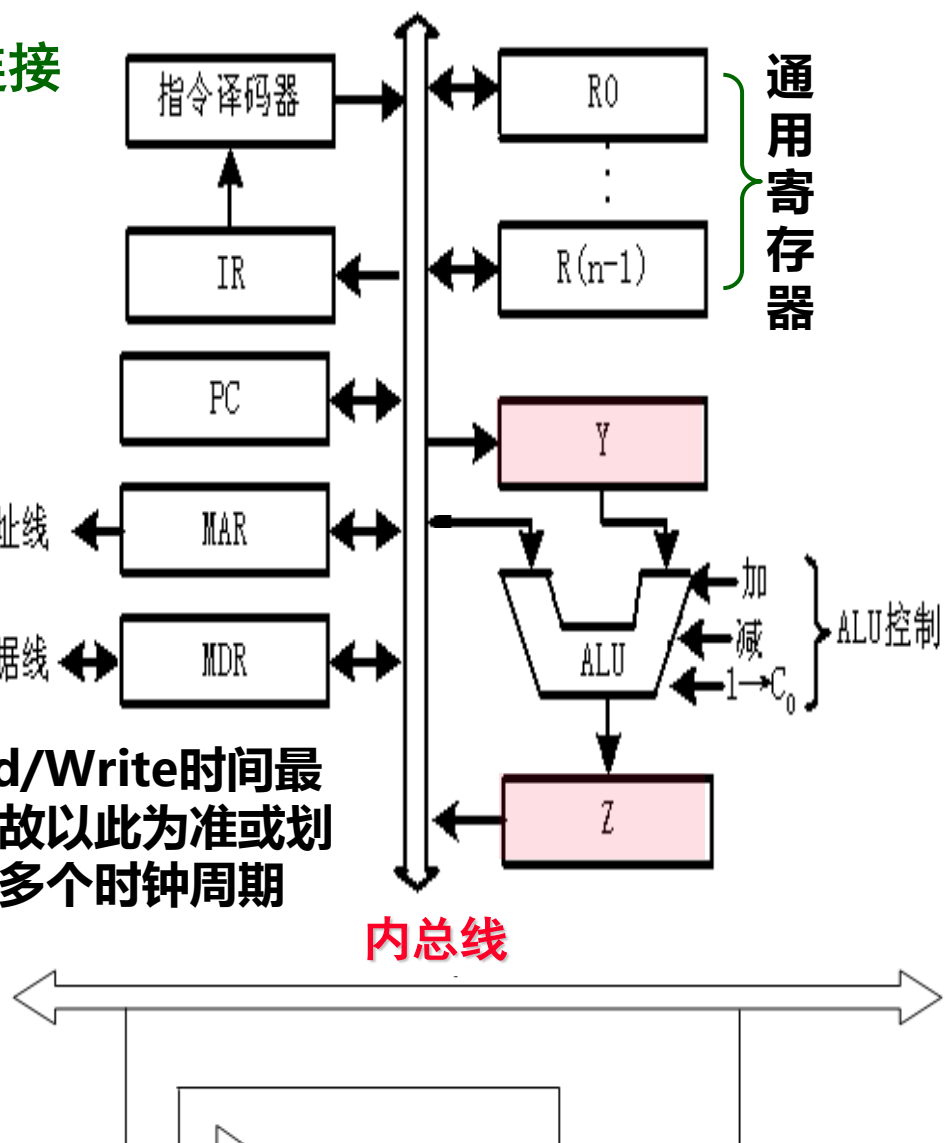 连接
指令译码器
R0
通用寄存器
IR
R(n-1)
PC
Y
址线
MAR
加
减
1→C₀
ALU控制
据线
MDR
ALU
d/Write时间最
故以此为准或划
多个时钟周期
Z
内总线